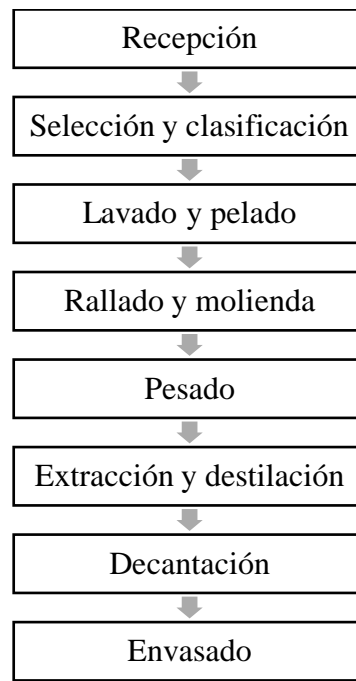 Recepción
Selección y clasificación
Lavado y pelado
Rallado y molienda
Pesado
Extracción y destilación
Decantación
Envasado